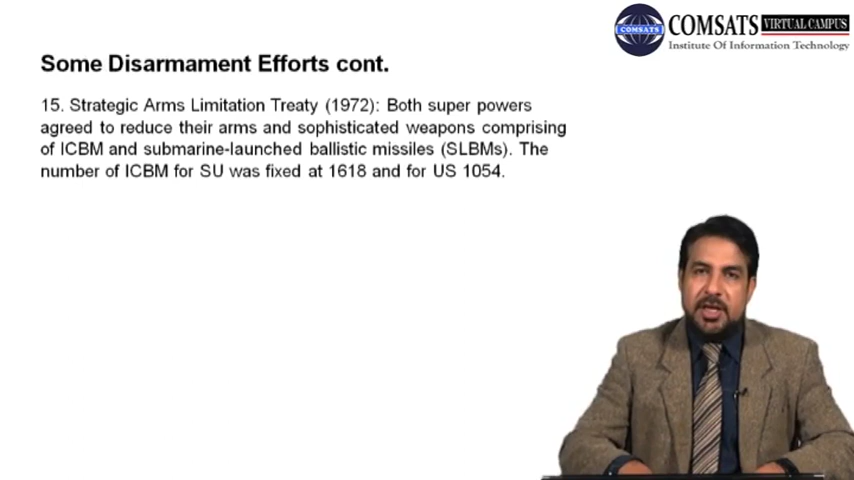 COMSATS VIRTUAL CAMPUS
COMSATS
Institute Of Information Technology
Some Disarmament Efforts cont.
15. Strategic Arms Limitation Treaty (1972): Both super powers
agreed to reduce their arms and sophisticated weapons comprising
of ICBM and submarine-launched ballistic missiles (SLBMs). The
number of ICBM for SU was fixed at 1618 and for US 1054.